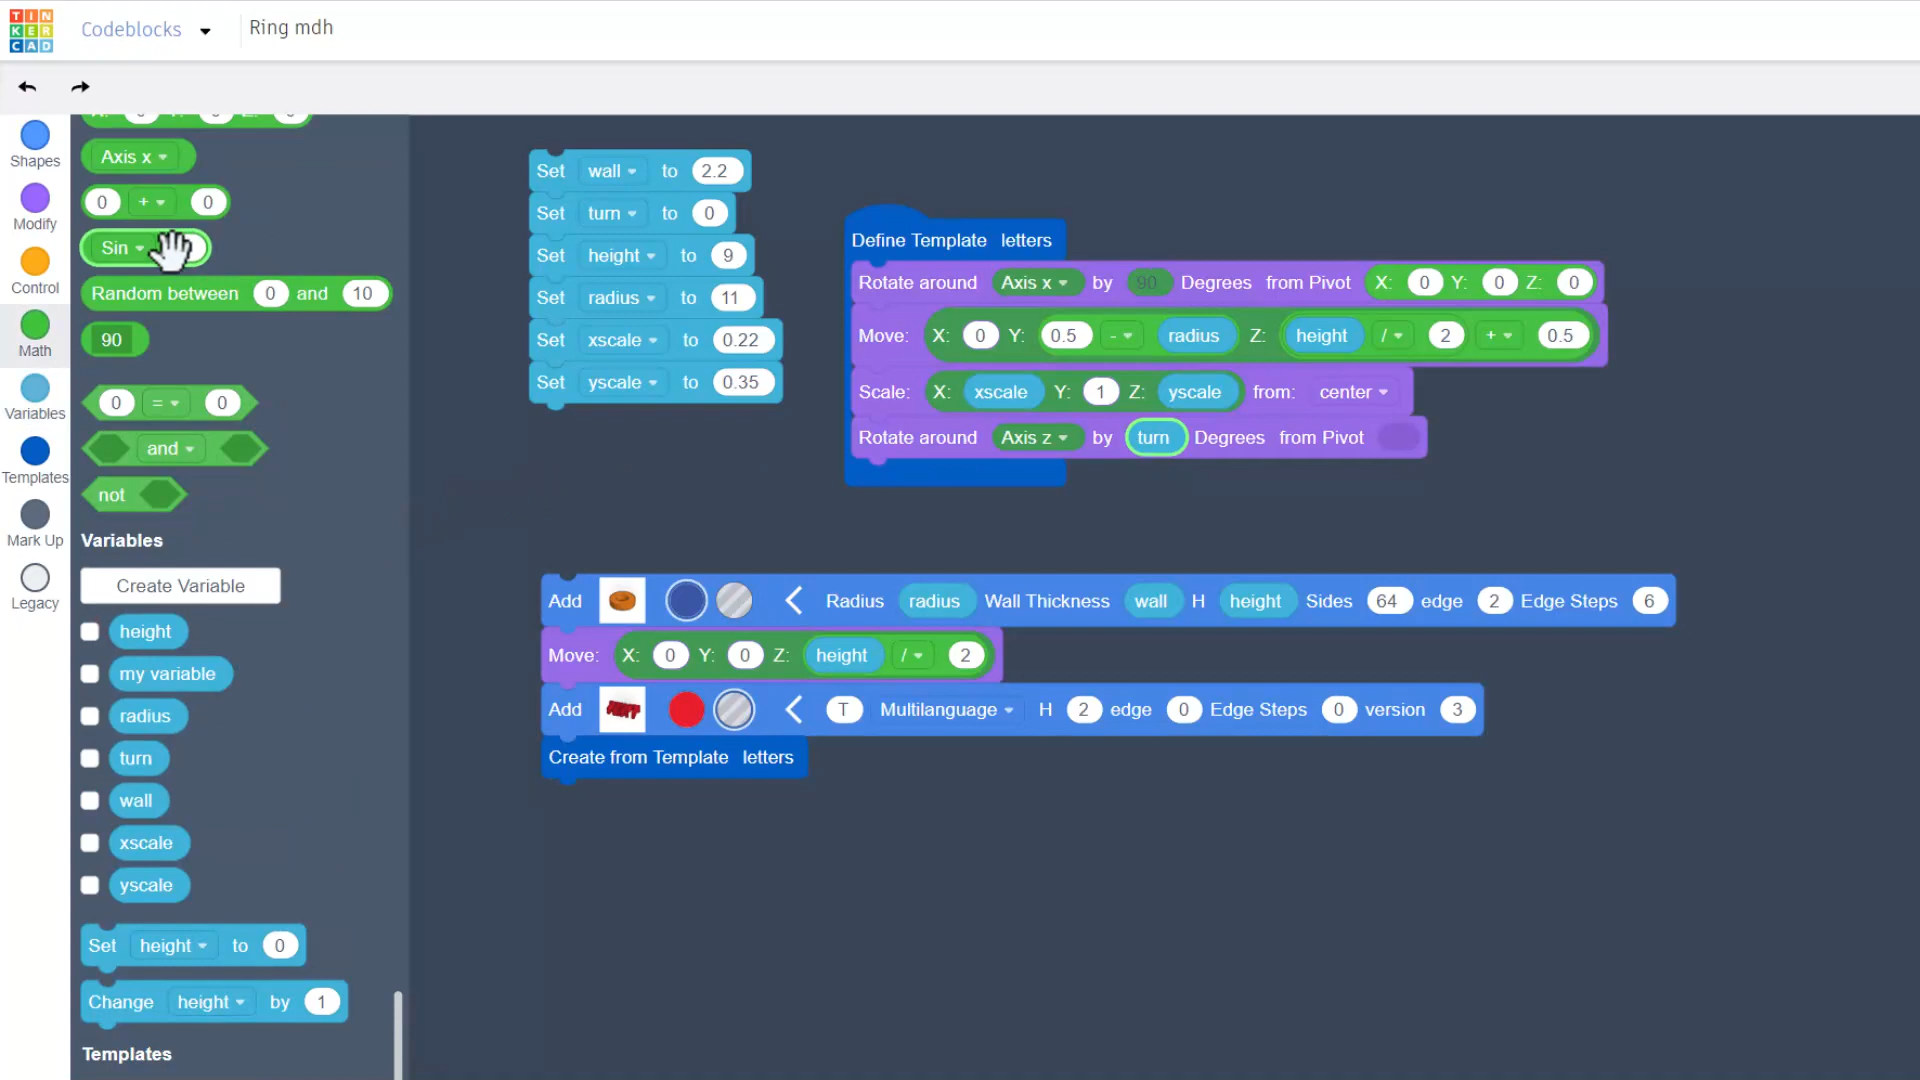 TIN
KER
CAD
Codeblocks
Ring mdh
Shapes
Modify
Control
Math
Variables
Templates
Mark Up
Legacy
Axis x
0 + 0
Sin
Random between 0 and 10
90
0 = 0
and
not
Variables
Create Variable
height
my variable
radius
turn
wall
xscale
yscale
Set height to 0
Change height by 1
Templates
Set wall to 2.2
Set turn to 0
Set height to 9
Set radius to 11
Set xscale to 0.22
Set yscale to 0.35
Define Template letters
Rotate around Axis x by 90 Degrees from Pivot X: 0 Y: 0 Z: 0
Move: X: 0 Y: 0.5 - radius Z: height / 2 + 0.5
Scale: X: xscale Y: 1 Z: yscale from: center
Rotate around Axis z by turn Degrees from Pivot
Add Radius radius Wall Thickness wall H height Sides 64 edge 2 Edge Steps 6
Move: X: 0 Y: 0 Z: height / 2
Add T Multilanguage H 2 edge 0 Edge Steps 0 version 3
Create from Template letters